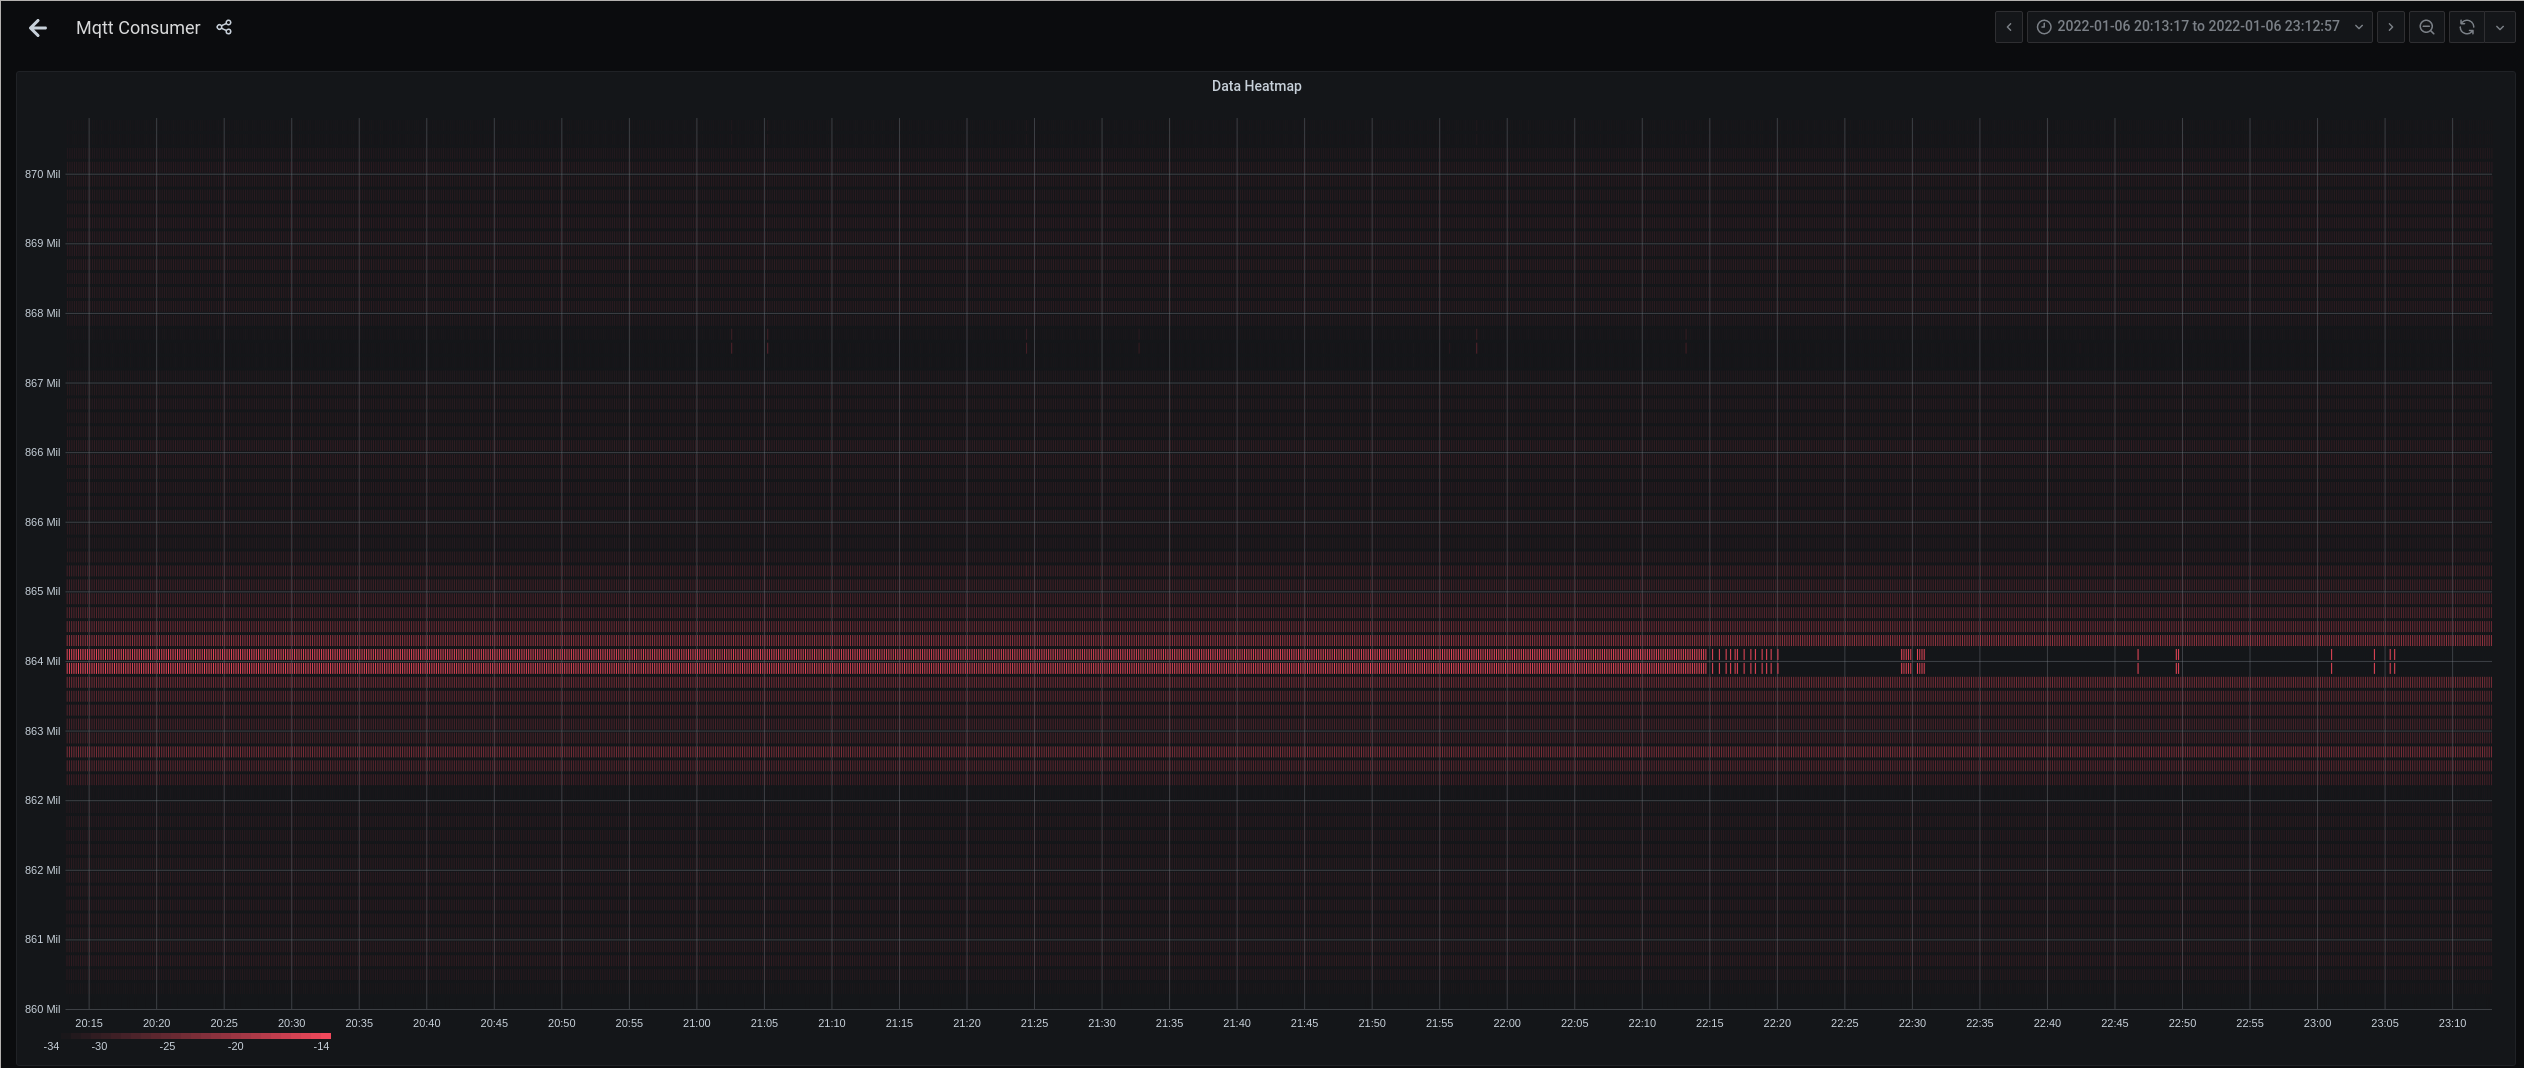 Mqtt Consumer
2022-01-06 20:13:17 to 2022-01-06 23:12:57
Data Heatmap
870 Mil
869 Mil
868 Mil
867 Mil
866 Mil
866 Mil
865 Mil
864 Mil
863 Mil
862 Mil
862 Mil
861 Mil
860 Mil
20:15 20:20 20:25 20:30 20:35 20:40 20:45 20:50 20:55 21:00 21:05 21:10 21:15 21:20 21:25 21:30 21:35 21:40 21:45 21:50 21:55 22:00 22:05 22:10 22:15 22:20 22:25 22:30 22:35 22:40 22:45 22:50 22:55 23:00 23:05 23:10
-34 -30 -25 -20 -14